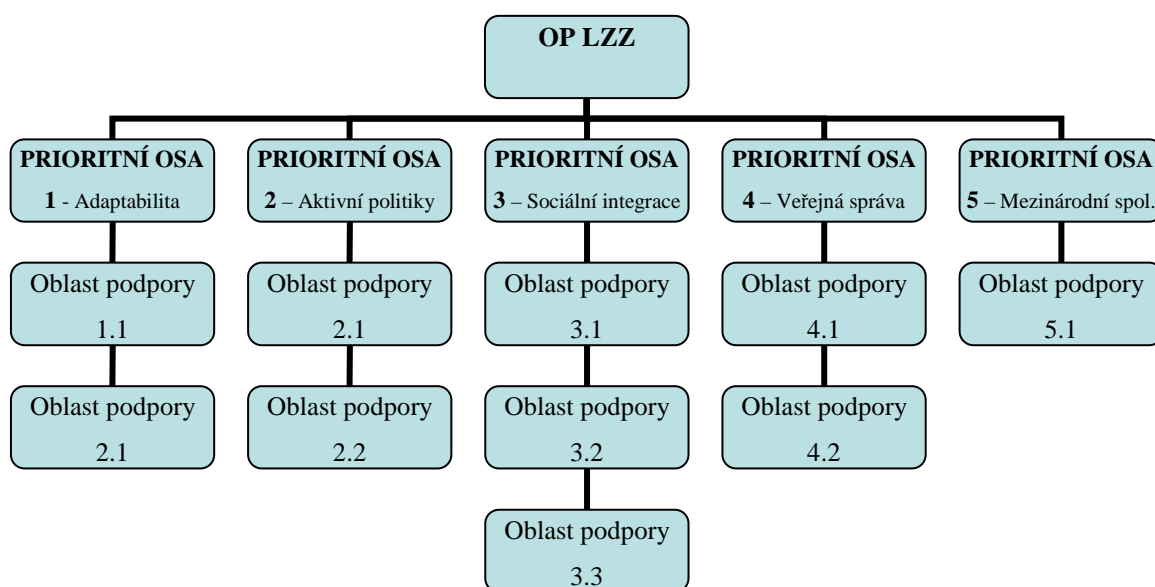 OP LZZ
PRIORITNÍ OSA
1 - Adaptabilita
PRIORITNÍ OSA
2 – Aktivní politiky
PRIORITNÍ OSA
3 – Sociální integrace
PRIORITNÍ OSA
4 – Veřejná správa
PRIORITNÍ OSA
5 – Mezinárodní spol.
Oblast podpory
1.1
Oblast podpory
2.1
Oblast podpory
3.1
Oblast podpory
4.1
Oblast podpory
5.1
Oblast podpory
2.1
Oblast podpory
2.2
Oblast podpory
3.2
Oblast podpory
4.2
Oblast podpory
3.3